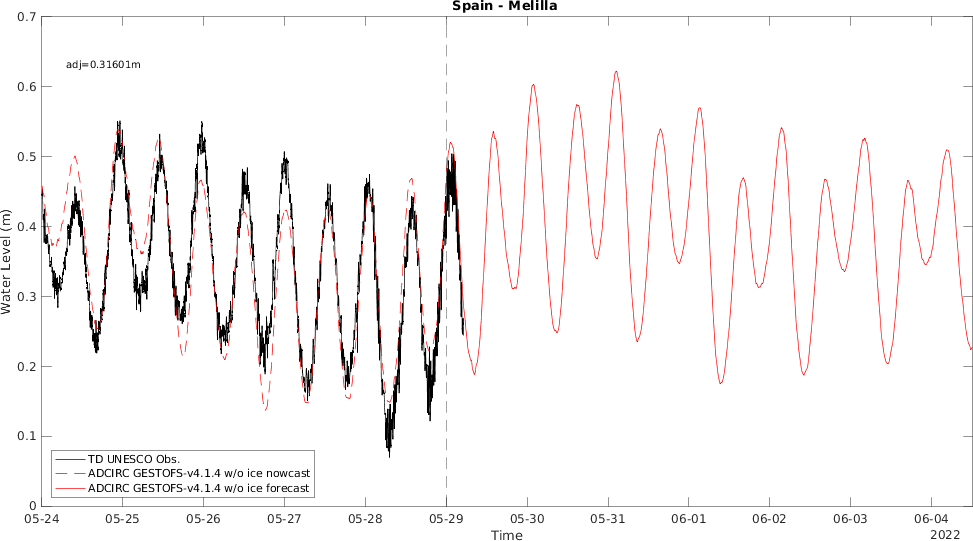 Spain - Melilla
adj=0.31601m
Water Level (m)
0.7
0.6
0.5
0.4
0.3
0.2
0.1
0
TD UNESCO Obs.
ADCIRC GESTOFS-v4.1.4 w/o ice nowcast
ADCIRC GESTOFS-v4.1.4 w/o ice forecast
05-24 05-25 05-26 05-27 05-28 05-29 05-30 05-31 06-01 06-02 06-03 06-04
Time
2022